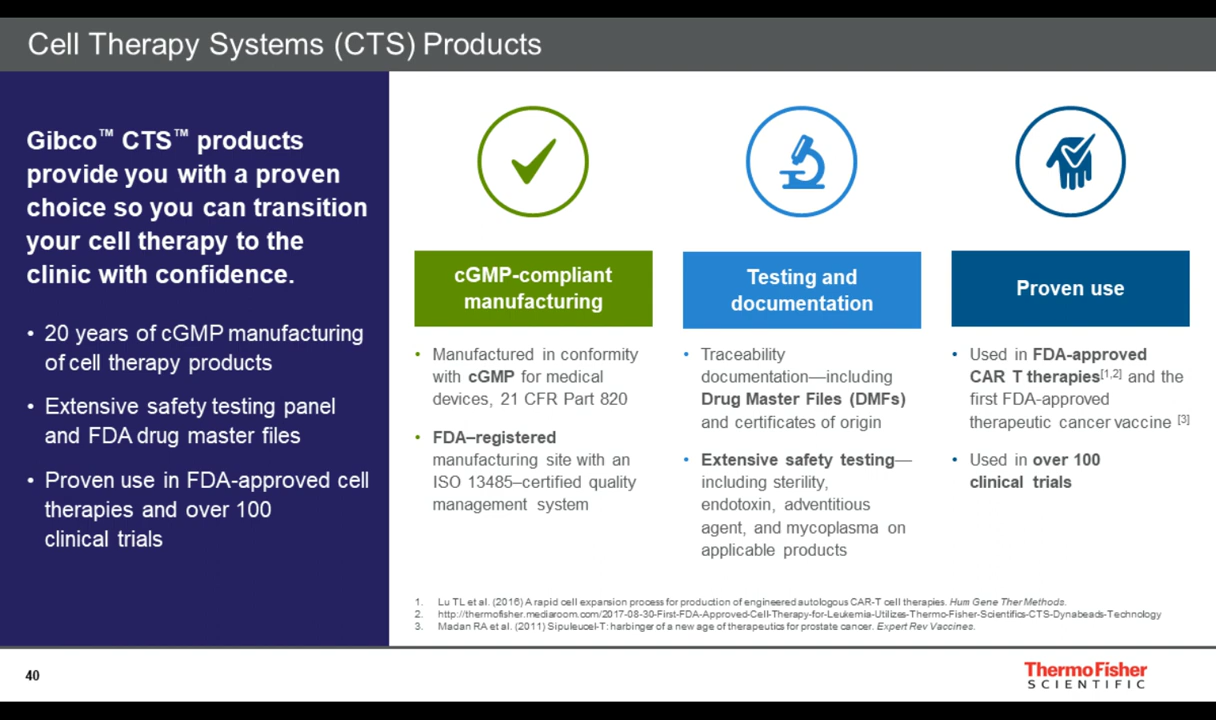 Cell Therapy Systems (CTS) Products
Gibco™ CTS™ products
provide you with a proven
choice so you can transition
your cell therapy to the
clinic with confidence.
• 20 years of cGMP manufacturing
of cell therapy products
• Extensive safety testing panel
and FDA drug master files
• Proven use in FDA-approved cell
therapies and over 100
clinical trials
cGMP-compliant
manufacturing
• Manufactured in conformity
with cGMP for medical
devices, 21 CFR Part 820
• FDA–registered
manufacturing site with an
ISO 13485–certified quality
management system
Testing and
documentation
• Traceability
documentation—including
Drug Master Files (DMFs)
and certificates of origin
• Extensive safety testing—
including sterility,
endotoxin, adventitious
agent, and mycoplasma on
applicable products
Proven use
• Used in FDA-approved
CAR T therapies[1,2] and the
first FDA-approved
therapeutic cancer vaccine [3]
• Used in over 100
clinical trials
1. Lu TL et al. (2016) A rapid cell expansion process for production of engineered autologous CAR-T cell therapies. Hum Gene Ther Methods.
2. http://thermofisher.mediaroom.com/2017-08-30-First-FDA-Approved-Cell-Therapy-for-Leukemia-Utilizes-Thermo-Fisher-Scientifics-CTS-Dynabeads-Technology
3. Madan RA et al. (2011) Sipuleucel-T: harbinger of a new age of therapeutics for prostate cancer. Expert Rev Vaccines.
40
ThermoFisher
SCIENTIFIC